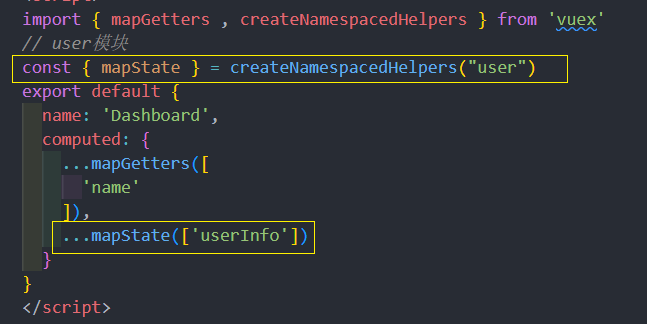 import { mapGetters , createNamespacedHelpers } from 'vuex'
// user模块
const { mapState } = createNamespacedHelpers("user")
export default {
  name: 'Dashboard',
  computed: {
    ...mapGetters([
      'name'
    ]),
    ...mapState(['userInfo'])
  }
}
</script>